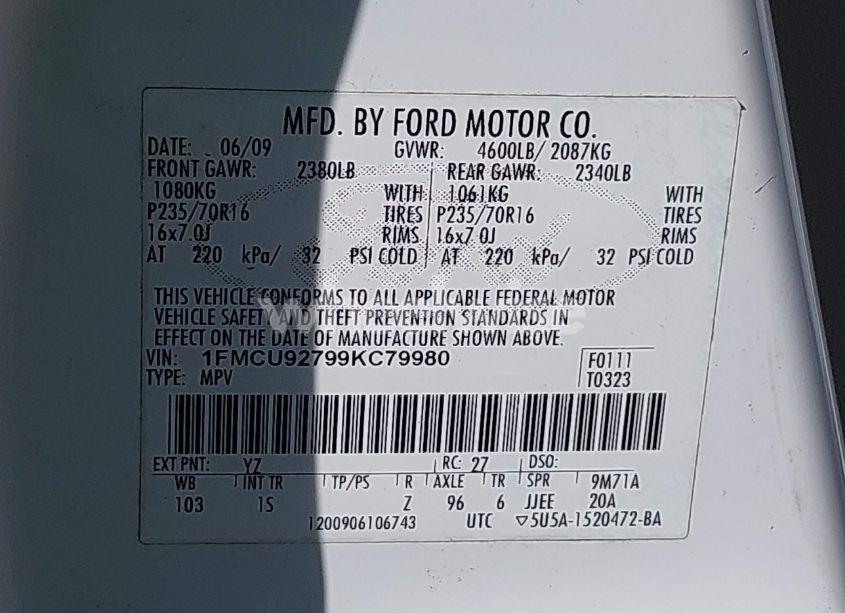 MFD. BY FORD MOTOR CO.
DATE: 06/09 GVWR: 4600LB/ 2087KG
FRONT GAWR: 2380LB REAR GAWR: 2340LB
1080KG WITH 1061KG WITH
P235/70R16 TIRES P235/70R16 TIRES
16x7.0J RIMS 16x7.0J RIMS
AT 220 kPa/ 32 PSI COLD AT 220 kPa/ 32 PSI COLD
THIS VEHICLE CONFORMS TO ALL APPLICABLE FEDERAL MOTOR
VEHICLE SAFETY AND THEFT PREVENTION STANDARDS IN
EFFECT ON THE DATE OF MANUFACTURE SHOWN ABOVE.
VIN: 1FMCU92799KC79980 F0111
TYPE: MPV T0323
EXT PNT: YZ RC: 27 DSO:
WB INT TR TP/PS R AXLE TR SPR 9M71A
103 1S Z 96 6 JJEE 20A
1200906106743 UTC ▽5U5A-1520472-BA